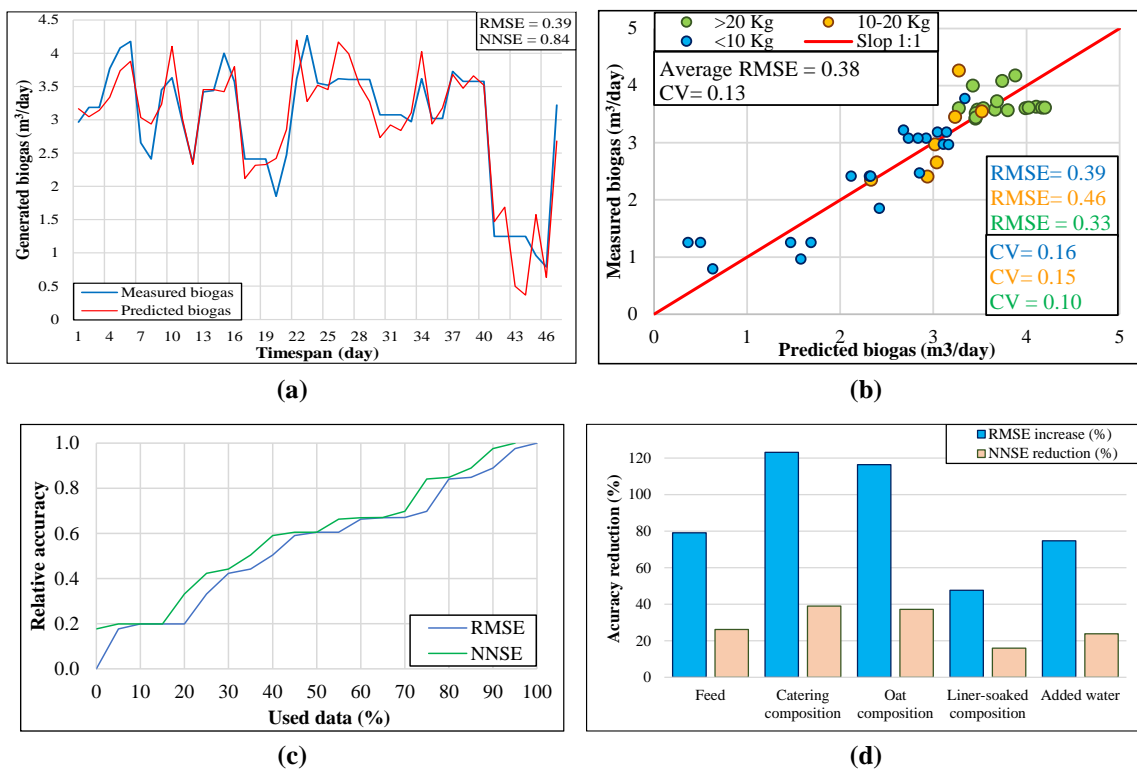 4.5
4
3.5
3
2.5
2
1.5
1
.5
0
Generated biogas (m³/day)
RMSE = 0.39
NNSE = 0.84
Measured biogas
Predicted biogas
1 4 7 10 13 16 19 22 25 28 31 34 37 40 43 46
Timespan (day)
(a)
>20 Kg
10-20 Kg
<10 Kg
Slop 1:1
Average RMSE = 0.38
CV= 0.13
5
4
3
2
1
0
Measured biogas (m³/day)
RMSE= 0.39
RMSE= 0.46
RMSE = 0.33
CV= 0.16
CV= 0.15
CV = 0.10
0 2 3 4 5
Predicted biogas (m3/day)
(b)
1.0
0.8
0.6
0.4
0.2
0.0
Relative accuracy
RMSE
NNSE
0 10 20 30 40 50 60 70 80 90 100
Used data (%)
(c)
RMSE increase (%)
NNSE reduction (%)
120
80
60
40
20
0
Acuracy reduction (%)
Feed
Catering
composition
Oat
composition
Liner-soaked
composition
Added water
(d)